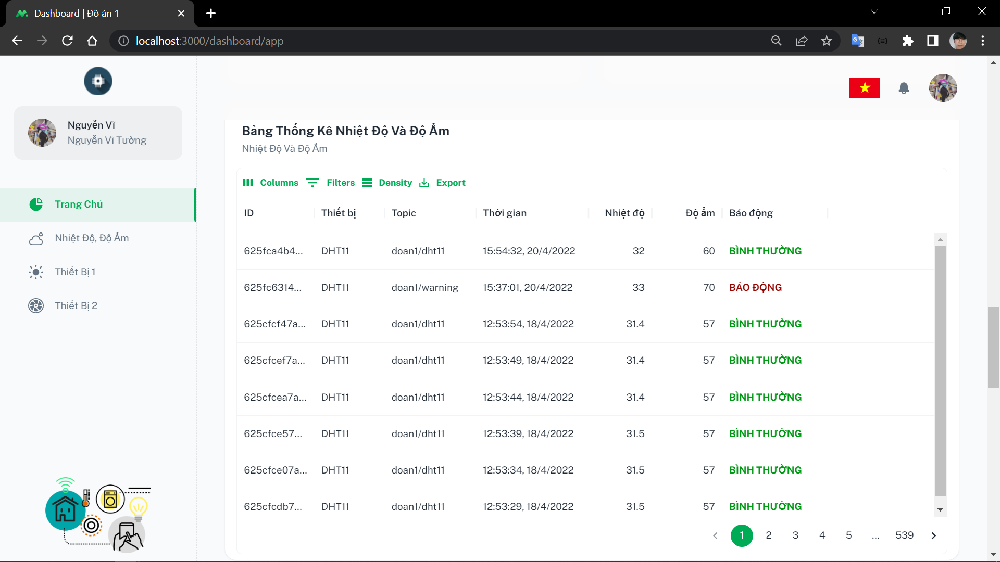 Dashboard | Đồ án 1
localhost:3000/dashboard/app
Nguyễn Vĩ
Nguyễn Vĩ Tường
Trang Chủ
Nhiệt Độ, Độ Ẩm
Thiết Bị 1
Thiết Bị 2
Bảng Thống Kê Nhiệt Độ Và Độ Ẩm
Nhiệt Độ Và Độ Ẩm
Columns Filters Density Export
ID Thiết bị Topic Thời gian Nhiệt độ Độ ẩm Báo động
625fca4b4... DHT11 doan1/dht11 15:54:32, 20/4/2022 32 60 BÌNH THƯỜNG
625fc6314... DHT11 doan1/warning 15:37:01, 20/4/2022 33 70 BÁO ĐỘNG
625cfcf47a... DHT11 doan1/dht11 12:53:54, 18/4/2022 31.4 57 BÌNH THƯỜNG
625cfcef7a... DHT11 doan1/dht11 12:53:49, 18/4/2022 31.4 57 BÌNH THƯỜNG
625cfcea7a... DHT11 doan1/dht11 12:53:44, 18/4/2022 31.4 57 BÌNH THƯỜNG
625cfce57... DHT11 doan1/dht11 12:53:39, 18/4/2022 31.5 57 BÌNH THƯỜNG
625cfce07a... DHT11 doan1/dht11 12:53:34, 18/4/2022 31.5 57 BÌNH THƯỜNG
625cfcdb7... DHT11 doan1/dht11 12:53:29, 18/4/2022 31.5 57 BÌNH THƯỜNG
1 2 3 4 5 ... 539